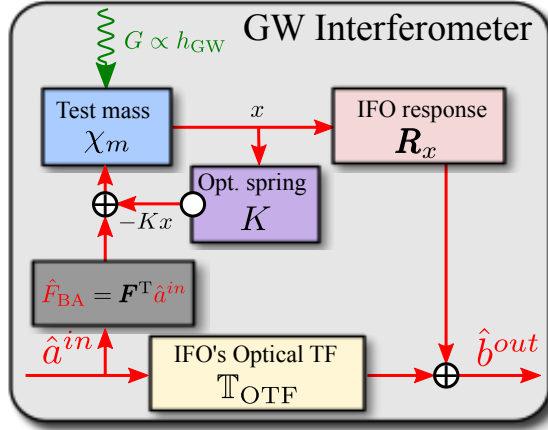 GW Interferometer
G ∝ h_GW
Test mass
χ_m
x
IFO response
R_x
Opt. spring
K
−Kx
F̂_BA = F^T â^in
â^in
IFO's Optical TF
𝕋_OTF
b̂^out